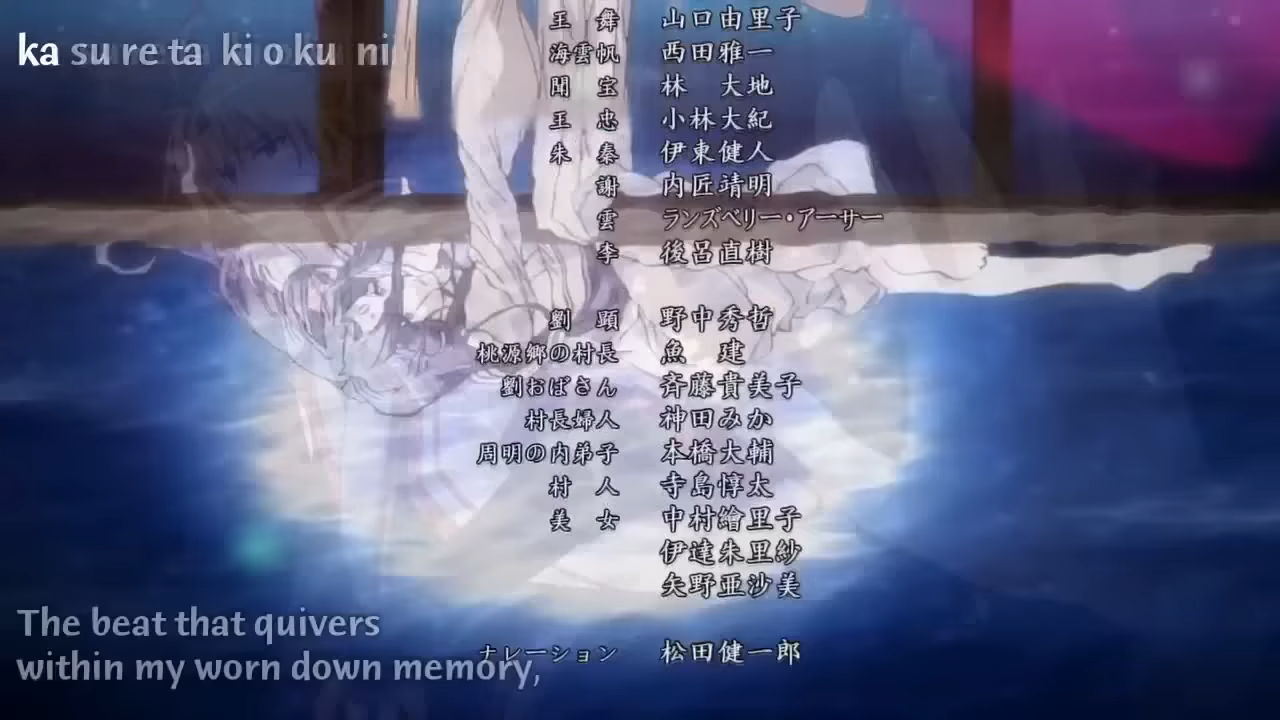 ka su re ta ki o ku ni
王 舞 山口由里子
海雲帆 西田雅一
聞 宝 林 大地
王 忠 小林大紀
朱 秦 伊東健人
謝 内匠靖明
雲 ランズベリー・アーサー
李 後呂直樹
劉 顕 野中秀哲
桃源郷の村長 魚 建
劉おばさん 斉藤貴美子
村長婦人 神田みか
周明の内弟子 本橋大輔
村 人 寺島惇太
美 女 中村繪里子
伊達朱里紗
矢野亜沙美
ナレーション 松田健一郎
The beat that quivers
within my worn down memory,